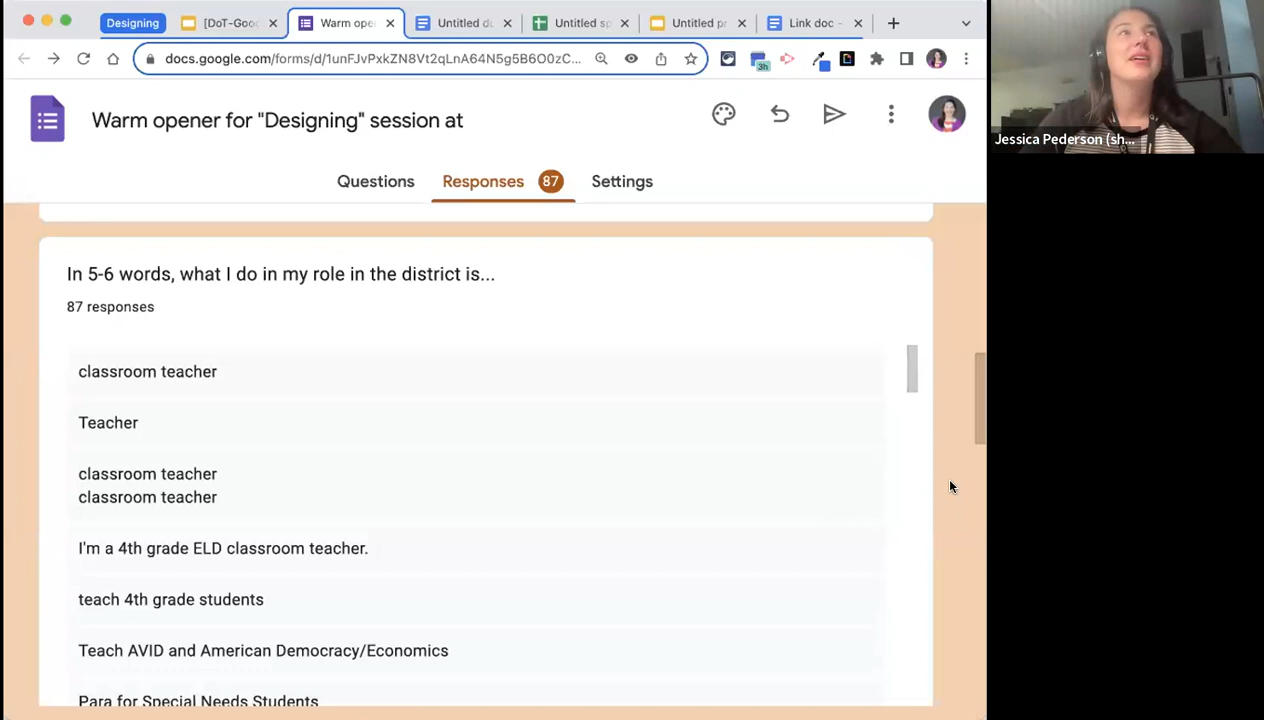 Designing
[DoT-Goo
Warm ope
Untitled d
Untitled sp
Untitled pr
Link doc -
docs.google.com/forms/d/1unFJvPxkZN8Vt2qLnA64N5g5B6O0zC...
3h
Warm opener for "Designing" session at
Questions
Responses
87
Settings
In 5-6 words, what I do in my role in the district is...
87 responses
classroom teacher
Teacher
classroom teacher
classroom teacher
I'm a 4th grade ELD classroom teacher.
teach 4th grade students
Teach AVID and American Democracy/Economics
Para for Special Needs Students
Jessica Pederson (sh...